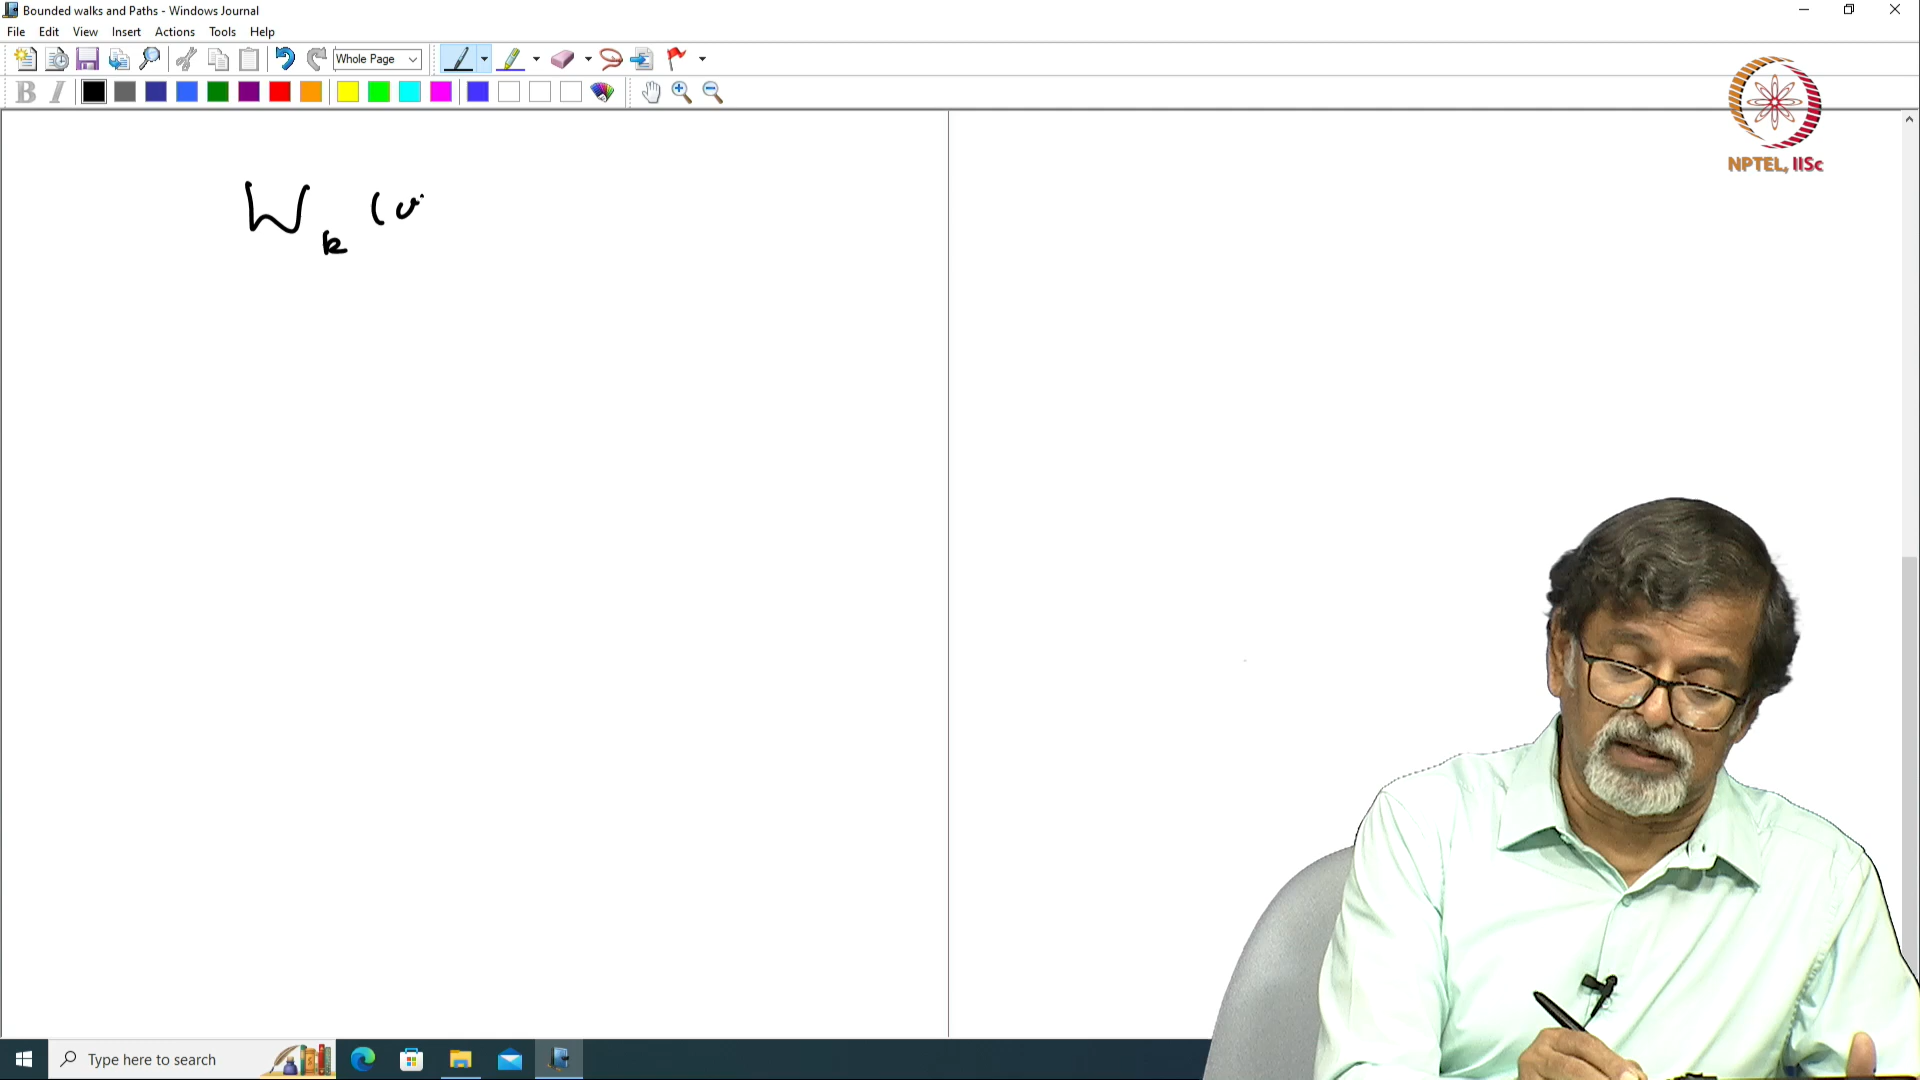 Bounded walks and Paths - Windows Journal
File Edit View Insert Actions Tools Help
Whole Page
B I
NPTEL, IISc
W_k (v
Type here to search